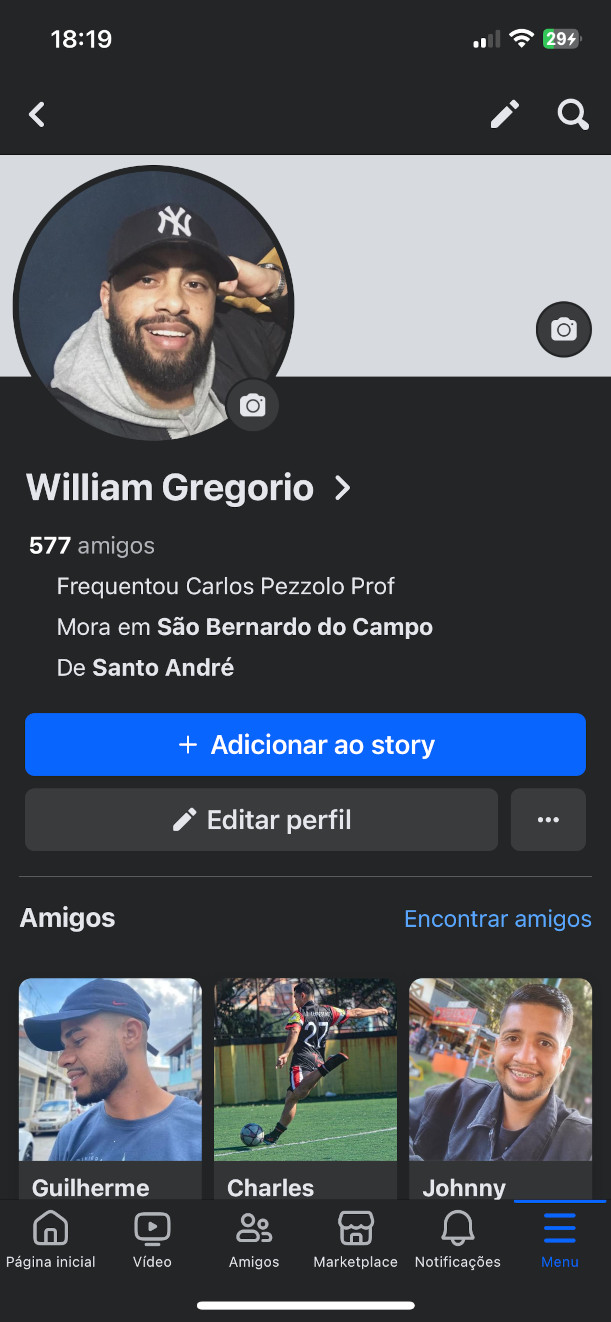 18:19
29
NY
William Gregorio
577 amigos
Frequentou Carlos Pezzolo Prof
Mora em São Bernardo do Campo
De Santo André
+ Adicionar ao story
Editar perfil
Amigos
Encontrar amigos
27
Guilherme
Charles
Johnny
Página inicial
Vídeo
Amigos
Marketplace
Notificações
Menu